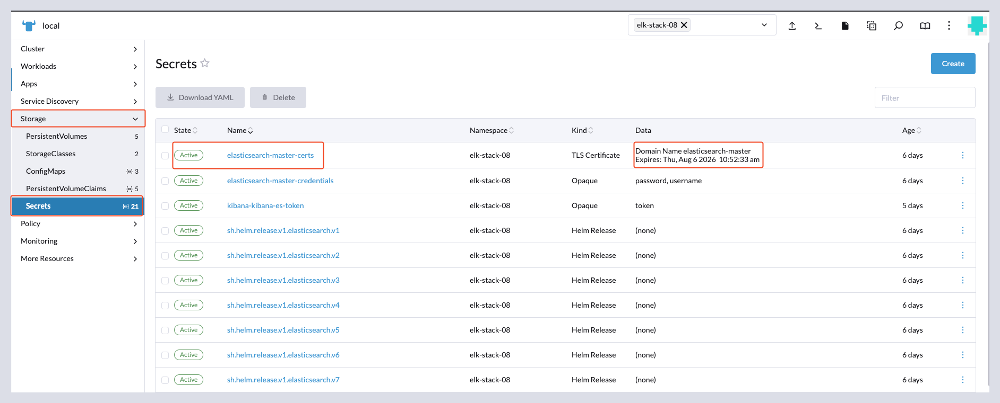 local
elk-stack-08
Cluster
Workloads
Apps
Service Discovery
Storage
PersistentVolumes 5
StorageClasses 2
ConfigMaps 3
PersistentVolumeClaims 5
Secrets 21
Policy
Monitoring
More Resources
Secrets
Create
Download YAML Delete
Filter
State Name Namespace Kind Data Age
Active elasticsearch-master-certs elk-stack-08 TLS Certificate Domain Name elasticsearch-master 6 days
Expires: Thu, Aug 6 2026 10:52:33 am
Active elasticsearch-master-credentials elk-stack-08 Opaque password, username 6 days
Active kibana-kibana-es-token elk-stack-08 Opaque token 5 days
Active sh.helm.release.v1.elasticsearch.v1 elk-stack-08 Helm Release (none) 6 days
Active sh.helm.release.v1.elasticsearch.v2 elk-stack-08 Helm Release (none) 6 days
Active sh.helm.release.v1.elasticsearch.v3 elk-stack-08 Helm Release (none) 6 days
Active sh.helm.release.v1.elasticsearch.v4 elk-stack-08 Helm Release (none) 6 days
Active sh.helm.release.v1.elasticsearch.v5 elk-stack-08 Helm Release (none) 6 days
Active sh.helm.release.v1.elasticsearch.v6 elk-stack-08 Helm Release (none) 6 days
Active sh.helm.release.v1.elasticsearch.v7 elk-stack-08 Helm Release (none) 6 days